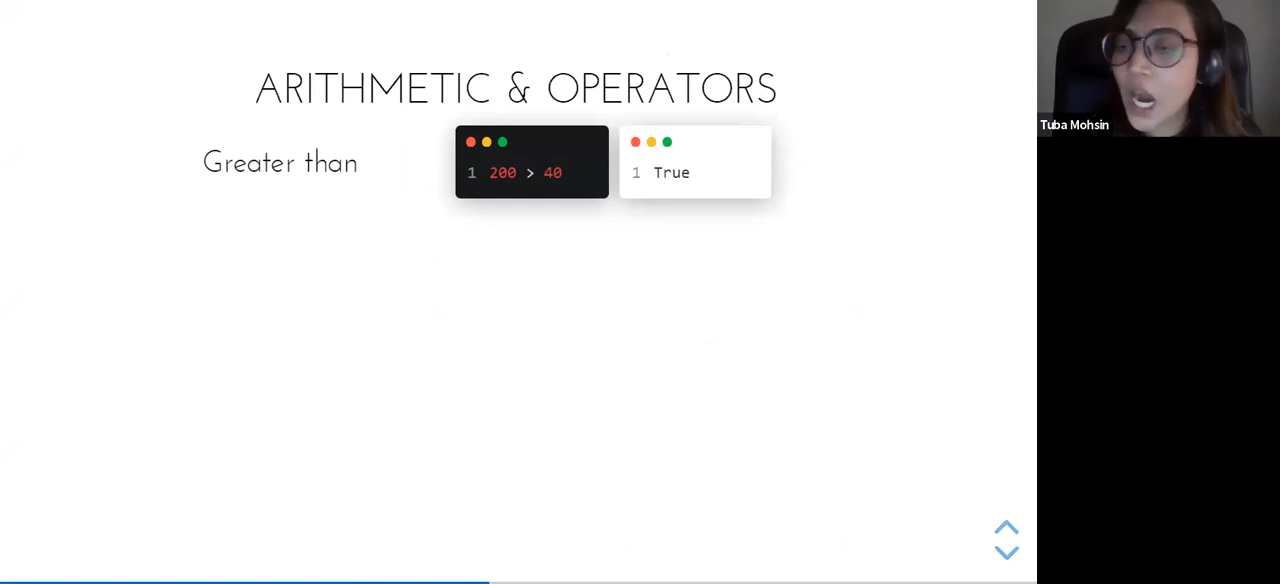 ARITHMETIC & OPERATORS
Greater than
1 200 > 40
1 True
Tuba Mohsin